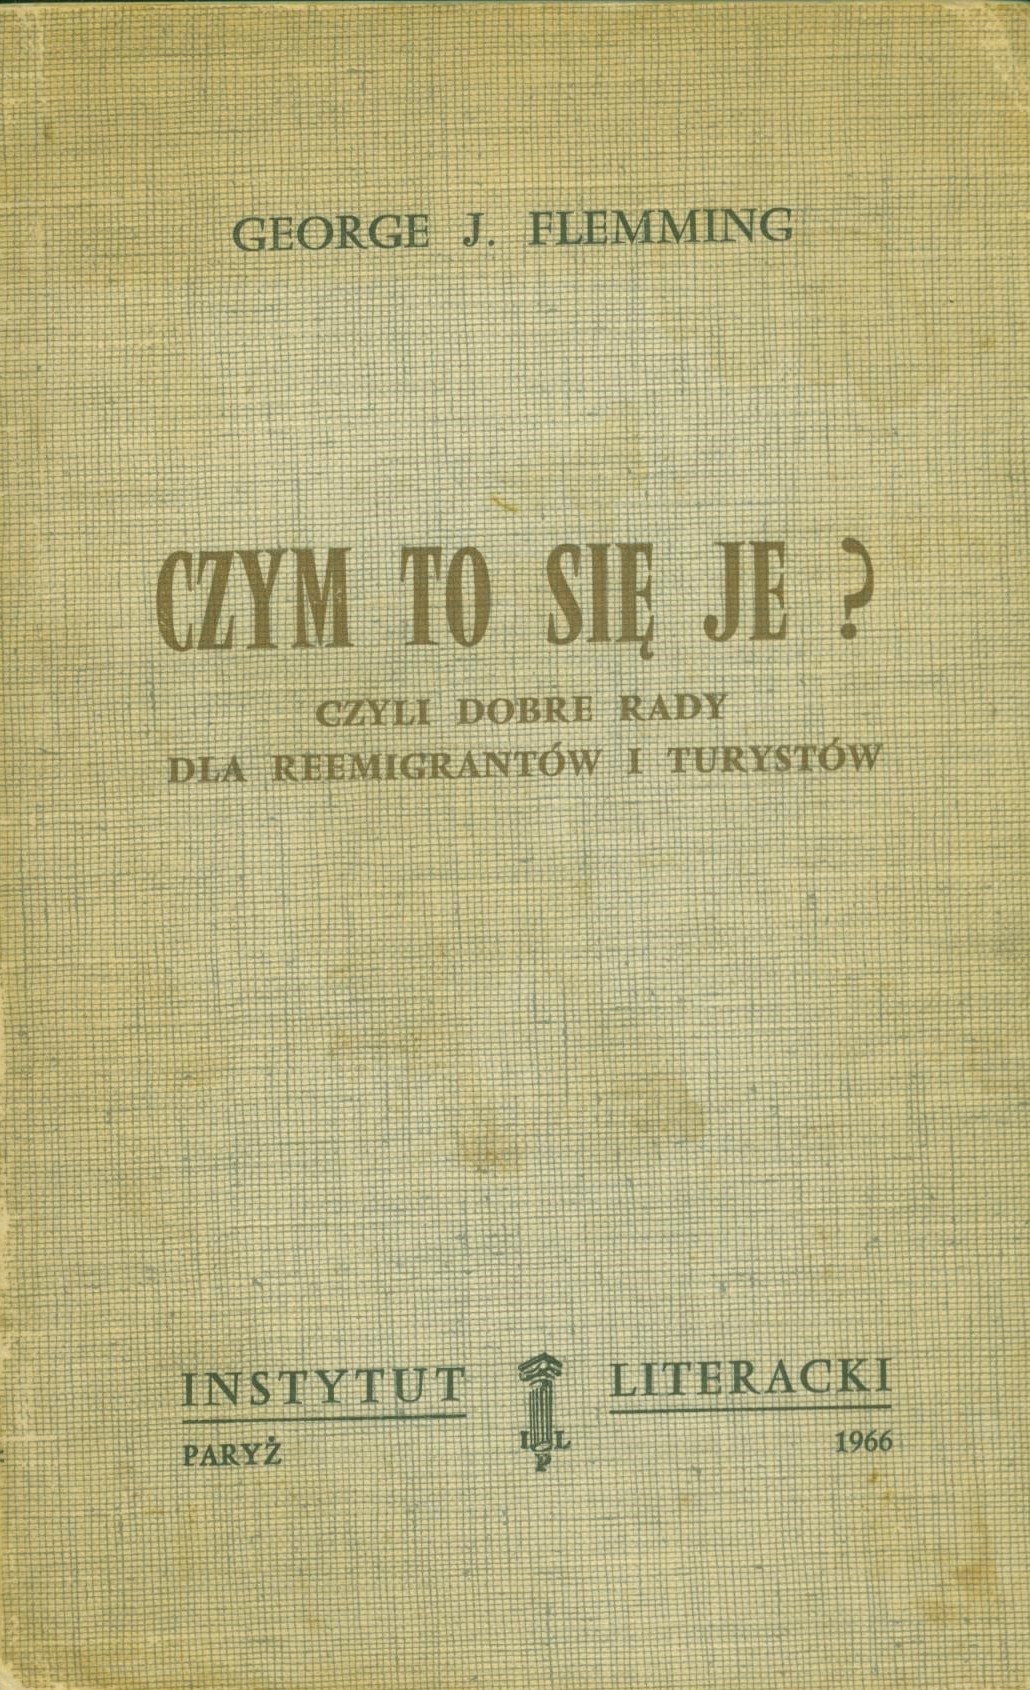 GEORGE J. FLEMMING
CZYM TO SIĘ JE ?
CZYLI DOBRE RADY
DLA REEMIGRANTÓW I TURYSTÓW
INSTYTUT LITERACKI
I L
P
PARYŻ 1966